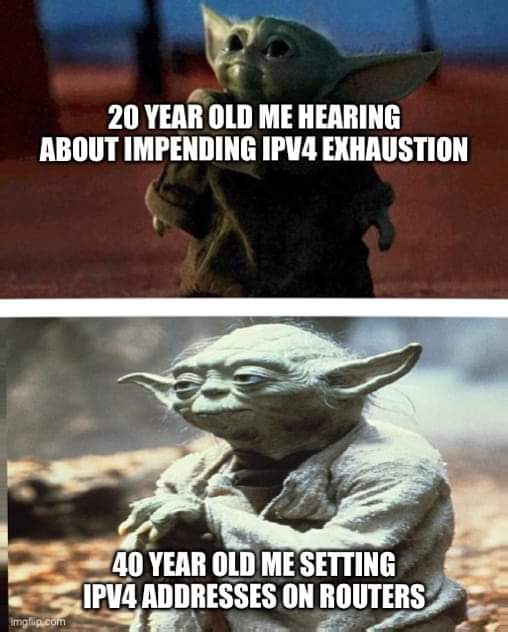 20 YEAR OLD ME HEARING
ABOUT IMPENDING IPV4 EXHAUSTION
40 YEAR OLD ME SETTING
IPV4 ADDRESSES ON ROUTERS
imgflip.com